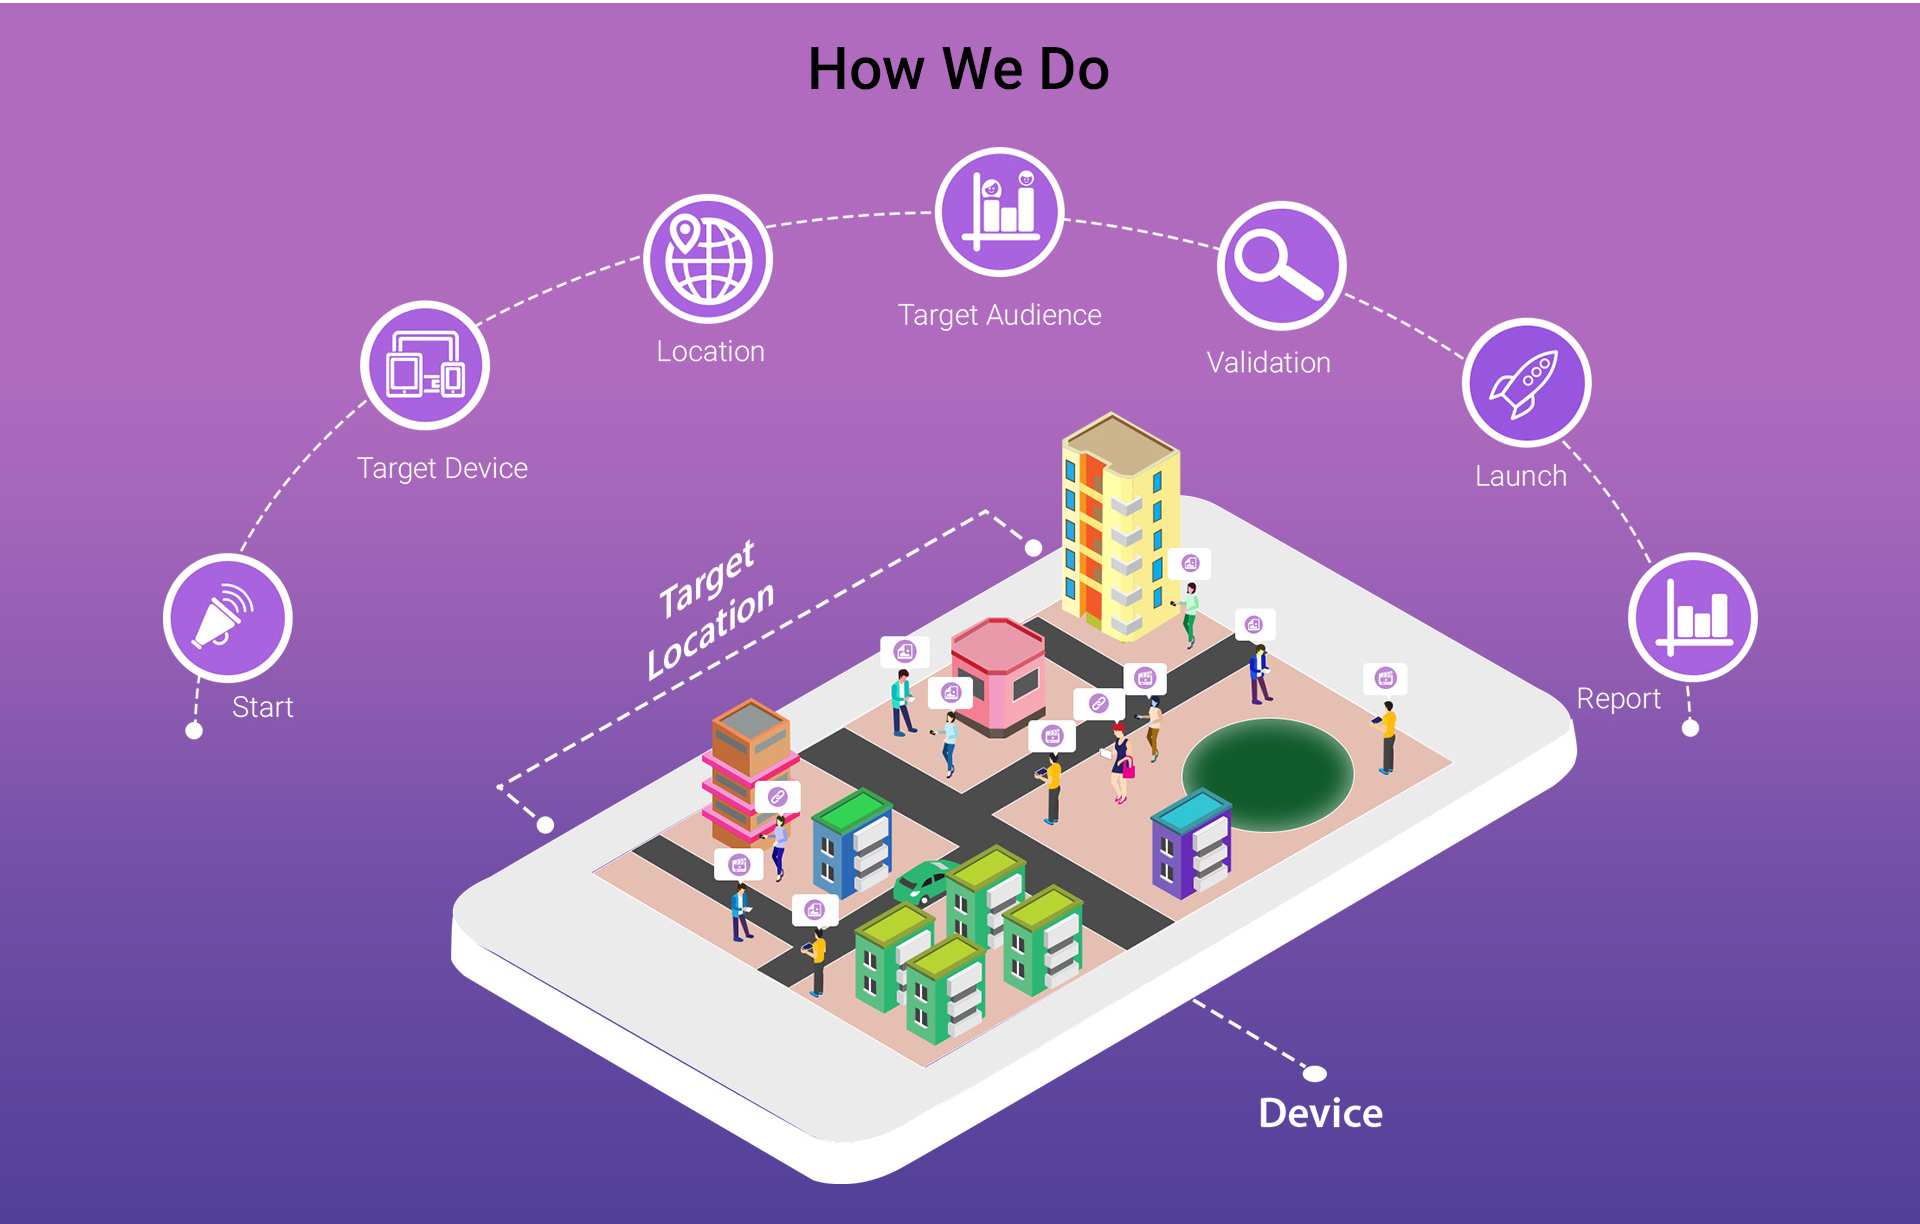 How We Do
Start
Target Device
Location
Target Audience
Validation
Launch
Report
Target
Location
Device